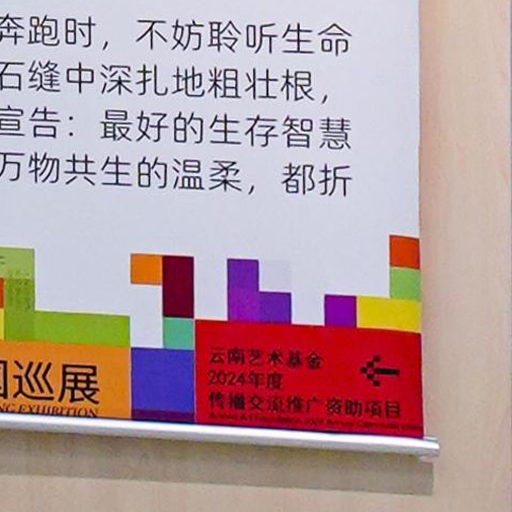 奔跑时，不妨聆听生命
石缝中深扎地粗壮根，
宣告：最好的生存智慧
万物共生的温柔，都折
国巡展
NG EXHIBITION
云南艺术基金
2024年度
传播交流推广资助项目